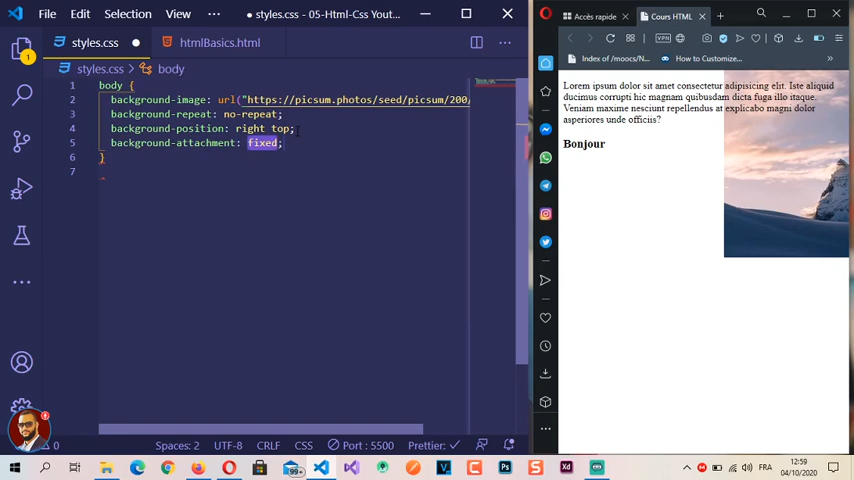 File Edit Selection View ··· ● styles.css - 05-Html-Css Yout...
styles.css ● htmlBasics.html
styles.css > body
1 body {
2 background-image: url("https://picsum.photos/seed/picsum/200/
3 background-repeat: no-repeat;
4 background-position: right top;
5 background-attachment: fixed;
6 }
7
1
0
Spaces: 2 UTF-8 CRLF CSS Port : 5500 Prettier: ✓
Accès rapide Cours HTML
VPN
Index of /moocs/N... How to Customize...
Lorem ipsum dolor sit amet consectetur adipisicing elit. Iste aliquid
ducimus corrupti hic magnam quibusdam dicta fuga illo itaque.
Veniam maxime nesciunt repellendus at explicabo magni dolor
asperiores unde officiis?
Bonjour
99+
FRA
12:59
04/10/2020